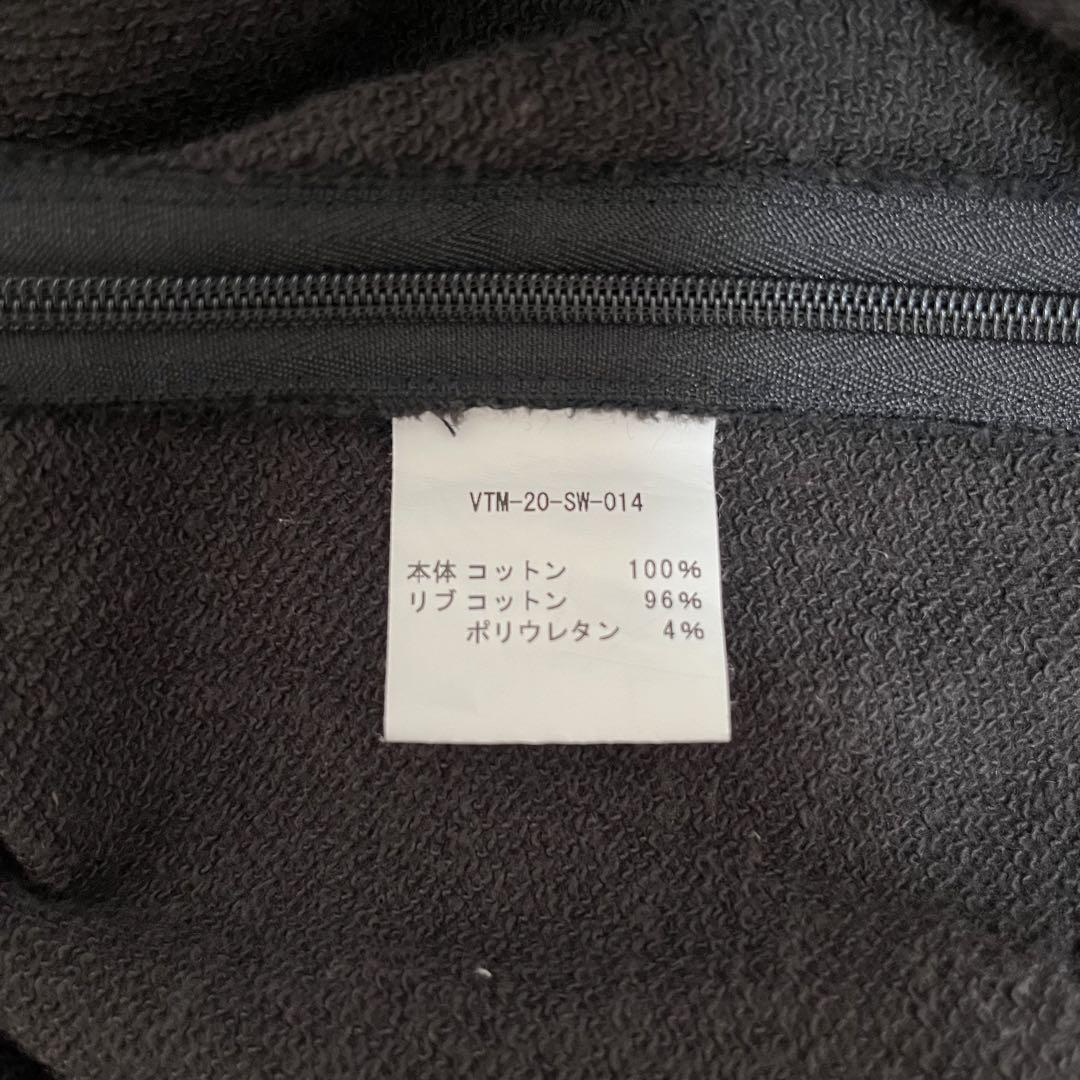 VTM-20-SW-014
本体 コットン 100%
リブ コットン 96%
ポリウレタン 4%